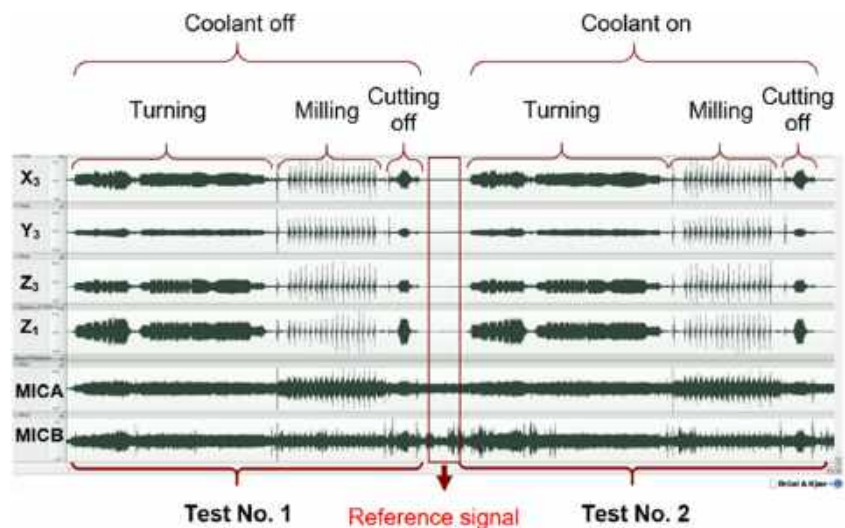 Coolant off Coolant on
Turning Milling Cutting off Turning Milling Cutting off
X₃
Y₃
Z₃
Z₁
MICA
MICB
Brüel & Kjær
Test No. 1 Reference signal Test No. 2